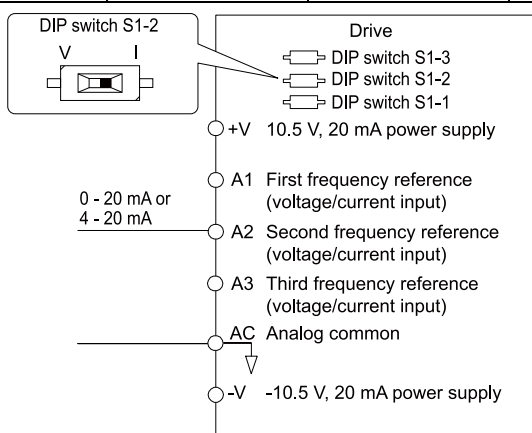 DIP switch S1-2
V I
Drive
DIP switch S1-3
DIP switch S1-2
DIP switch S1-1
+V 10.5 V, 20 mA power supply
A1 First frequency reference
(voltage/current input)
0 - 20 mA or
4 - 20 mA
A2 Second frequency reference
(voltage/current input)
A3 Third frequency reference
(voltage/current input)
AC Analog common
-V -10.5 V, 20 mA power supply